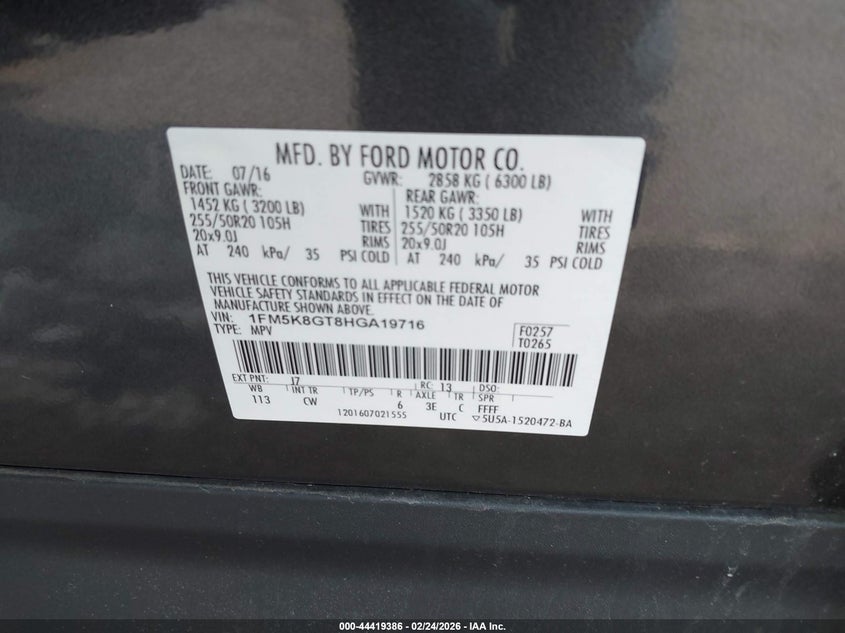 MFD. BY FORD MOTOR CO.
DATE: 07/16 GVWR: 2858 KG ( 6300 LB)
FRONT GAWR: REAR GAWR:
1452 KG ( 3200 LB) WITH 1520 KG ( 3350 LB) WITH
255/50R20 105H TIRES 255/50R20 105H TIRES
20x9.0J RIMS 20x9.0J RIMS
AT 240 kPa/ 35 PSI COLD AT 240 kPa/ 35 PSI COLD
THIS VEHICLE CONFORMS TO ALL APPLICABLE FEDERAL MOTOR
VEHICLE SAFETY STANDARDS IN EFFECT ON THE DATE OF
MANUFACTURE SHOWN ABOVE.
VIN: 1FM5K8GT8HGA19716 F0257
TYPE: MPV T0265
EXT PNT: J7 RC: 13 DSO:
WB INT TR TP/PS R AXLE TR SPR
113 CW 6 3E C FFFF
1201607021555 UTC ▽5U5A-1520472-BA
000-44419386 | 02/24/2026 | IAA Inc.